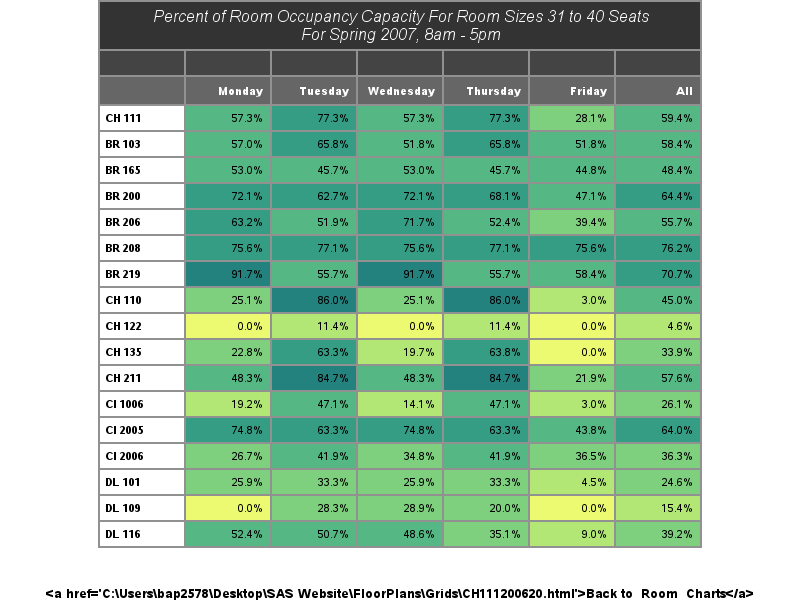 Percent of Room Occupancy Capacity For Room Sizes 31 to 40 Seats
For Spring 2007, 8am - 5pm
Monday Tuesday Wednesday Thursday Friday All
CH 111 57.3% 77.3% 57.3% 77.3% 28.1% 59.4%
BR 103 57.0% 65.8% 51.8% 65.8% 51.8% 58.4%
BR 165 53.0% 45.7% 53.0% 45.7% 44.8% 48.4%
BR 200 72.1% 62.7% 72.1% 68.1% 47.1% 64.4%
BR 206 63.2% 51.9% 71.7% 52.4% 39.4% 55.7%
BR 208 75.6% 77.1% 75.6% 77.1% 75.6% 76.2%
BR 219 91.7% 55.7% 91.7% 55.7% 58.4% 70.7%
CH 110 25.1% 86.0% 25.1% 86.0% 3.0% 45.0%
CH 122 0.0% 11.4% 0.0% 11.4% 0.0% 4.6%
CH 135 22.8% 63.3% 19.7% 63.8% 0.0% 33.9%
CH 211 48.3% 84.7% 48.3% 84.7% 21.9% 57.6%
CI 1006 19.2% 47.1% 14.1% 47.1% 3.0% 26.1%
CI 2005 74.8% 63.3% 74.8% 63.3% 43.8% 64.0%
CI 2006 26.7% 41.9% 34.8% 41.9% 36.5% 36.3%
DL 101 25.9% 33.3% 25.9% 33.3% 4.5% 24.6%
DL 109 0.0% 28.3% 28.9% 20.0% 0.0% 15.4%
DL 116 52.4% 50.7% 48.6% 35.1% 9.0% 39.2%
<a href='C:\Users\bap2578\Desktop\SAS Website\FloorPlans\Grids\CH111200620.html'>Back to Room Charts</a>